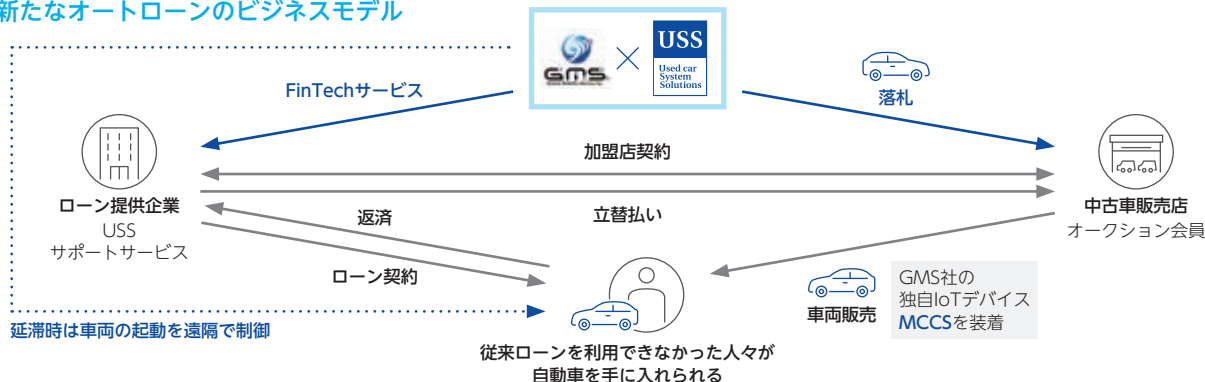 新たなオートローンのビジネスモデル
GMS
×
USS
Used car
System
Solutions
FinTechサービス
落札
加盟店契約
ローン提供企業
USS
サポートサービス
返済
立替払い
中古車販売店
オークション会員
ローン契約
車両販売
GMS社の
独自IoTデバイス
MCCSを装着
延滞時は車両の起動を遠隔で制御
従来ローンを利用できなかった人々が
自動車を手に入れられる